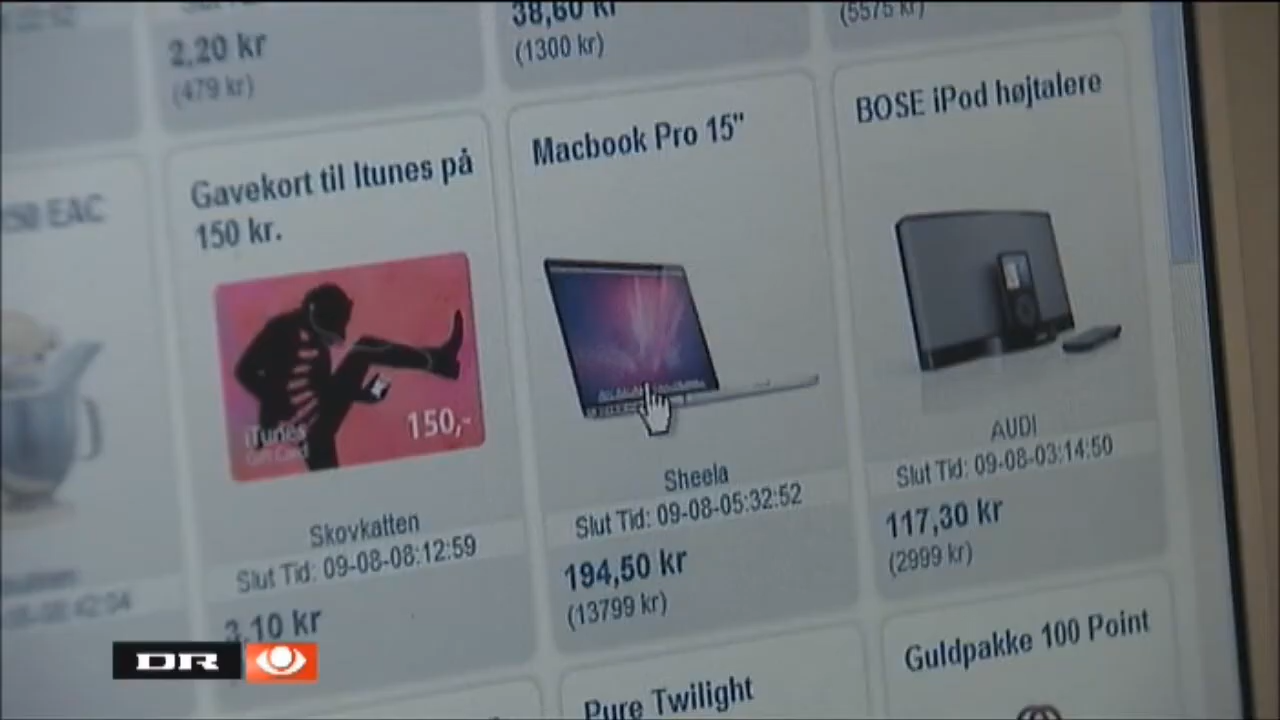 2,20 kr
(479 kr)
38,60 kr
(1300 kr)
(5575 kr)
EAC
Gavekort til Itunes på
150 kr.
iTunes
Gift Card
150,-
Skovkatten
Slut Tid: 09-08-08:12:59
3,10 kr
Macbook Pro 15"
Sheela
Slut Tid: 09-08-05:32:52
194,50 kr
(13799 kr)
BOSE iPod højtalere
AUDI
Slut Tid: 09-08-03:14:50
117,30 kr
(2999 kr)
Pure Twilight
Guldpakke 100 Point
DR